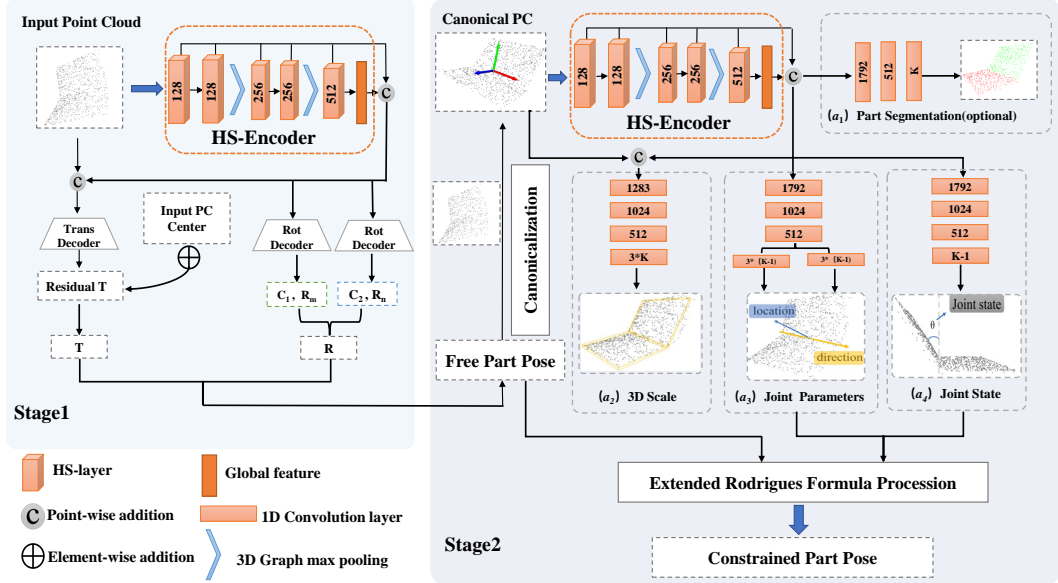 Input Point Cloud
128
128
256
256
512
Global feature
HS-Encoder
C
C
Trans
Decoder
Input PC
Center
Rot
Decoder
Rot
Decoder
Residual T
C₁ , Rₘ
C₂ , Rₙ
T
R
Stage1
HS-layer
Global feature
C
Point-wise addition
1D Convolution layer
Element-wise addition
3D Graph max pooling
Canonical PC
128
128
256
256
512
Global feature
HS-Encoder
C
1792
512
K
(a₁) Part Segmentation(optional)
C
Canonicalization
1283
1024
512
3*K
(a₂) 3D Scale
1792
1024
512
3* (K-1)
3* (K-1)
location
direction
(a₃) Joint Parameters
1792
1024
512
K-1
Joint state
θ
(a₄) Joint State
Free Part Pose
Extended Rodrigues Formula Procession
Stage2
Constrained Part Pose